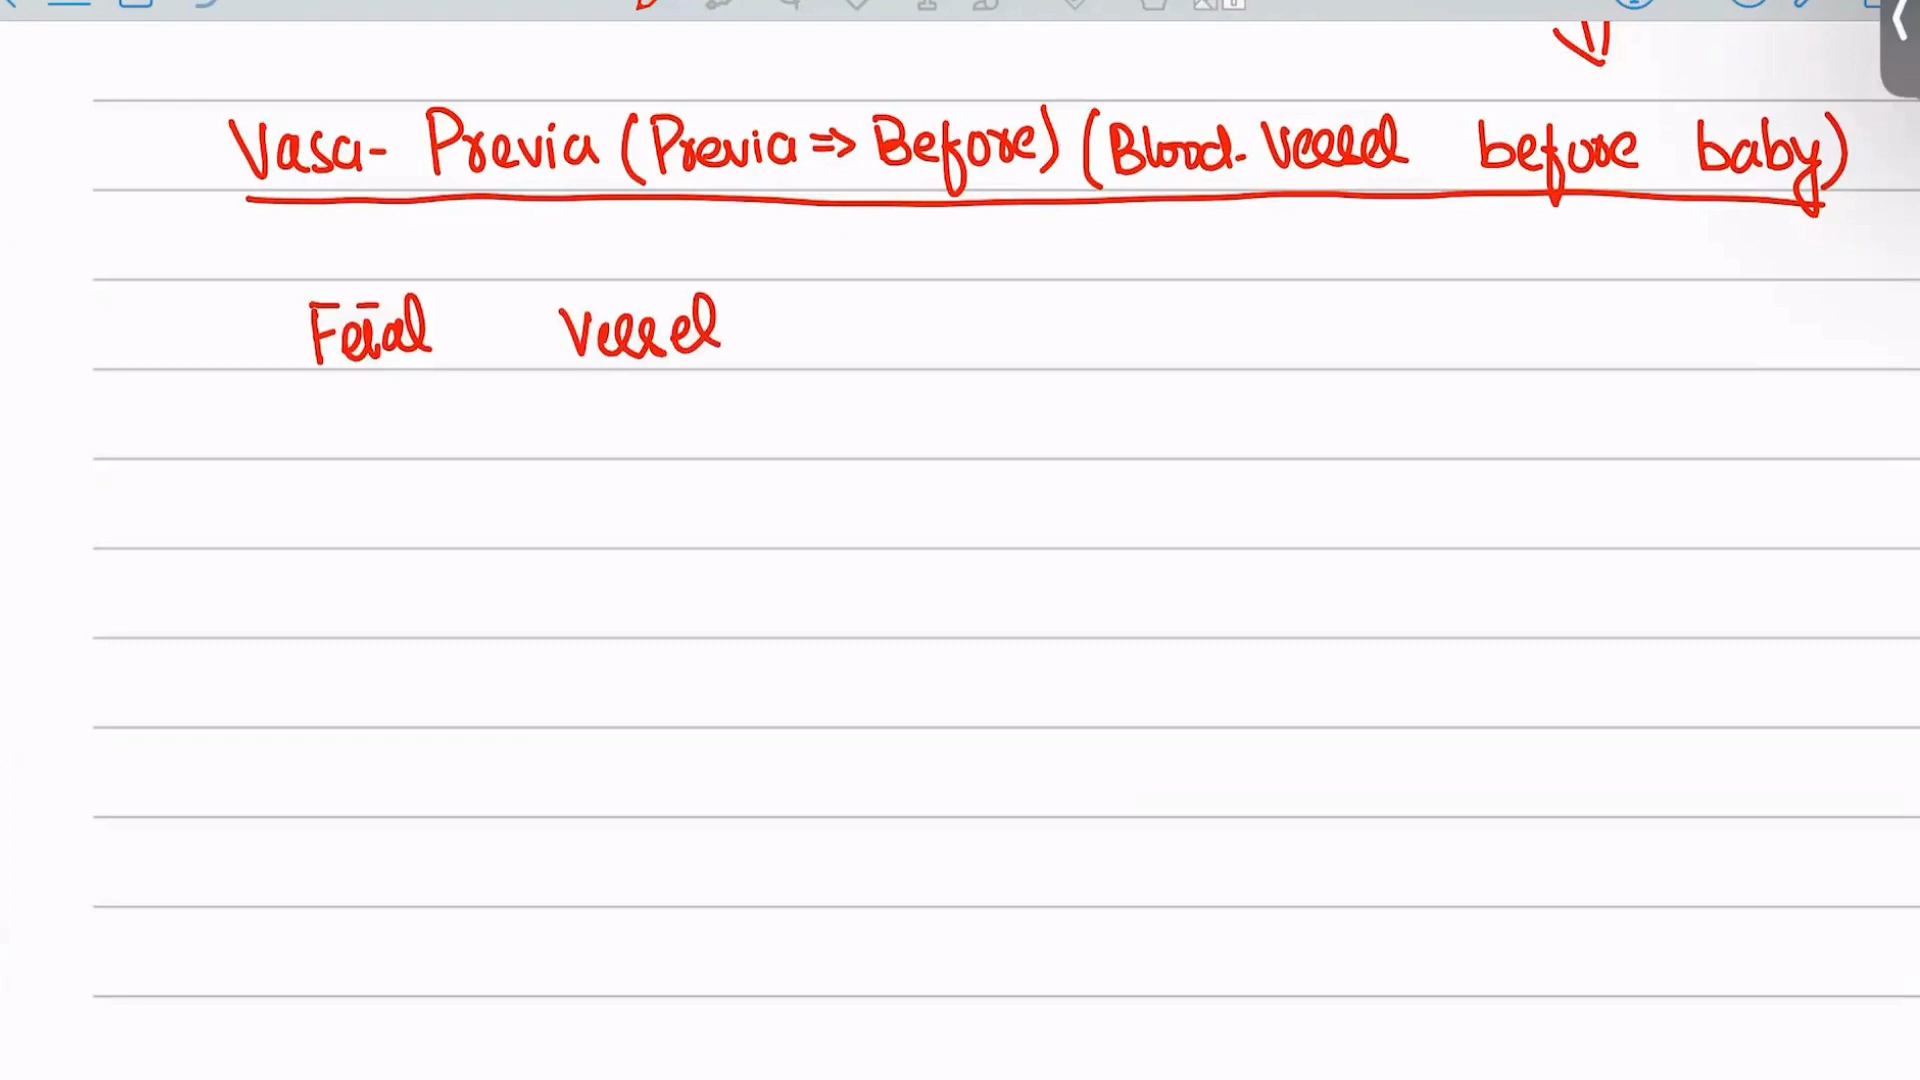 Vasa- Previa (Previa => Before) (Blood- Vessel before baby)
Fetal Vessel